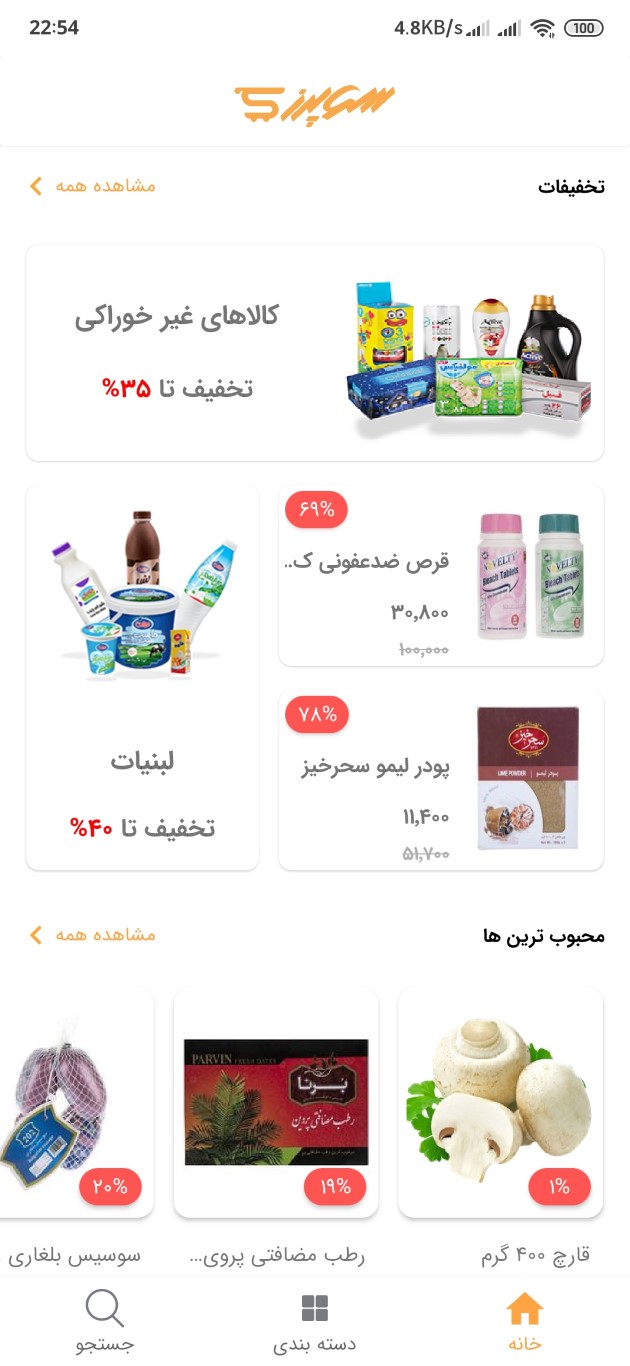 22:54
4.8KB/s
100
تخفیفات
مشاهده همه
کالاهای غیر خوراکی
تخفیف تا ۳۵%
۶۹%
قرص ضدعفونی ک..
۳۰,۸۰۰
۱۰۰,۰۰۰
NOVELTY
Bleach Tablets
NOVELTY
Bleach Tablets
۷۸%
پودر لیمو سحرخیز
۱۱,۴۰۰
۵۱,۷۰۰
سحرخیز
پودر لیمو
LIME POWDER
لبنیات
تخفیف تا ۴۰%
محبوب ترین ها
مشاهده همه
۱%
قارچ ۴۰۰ گرم
PARVIN FRESH DATES
رطب مضافتی پروین
۱۹%
رطب مضافتی پروی...
202
۲۰%
سوسیس بلغاری
خانه
دسته بندی
جستجو